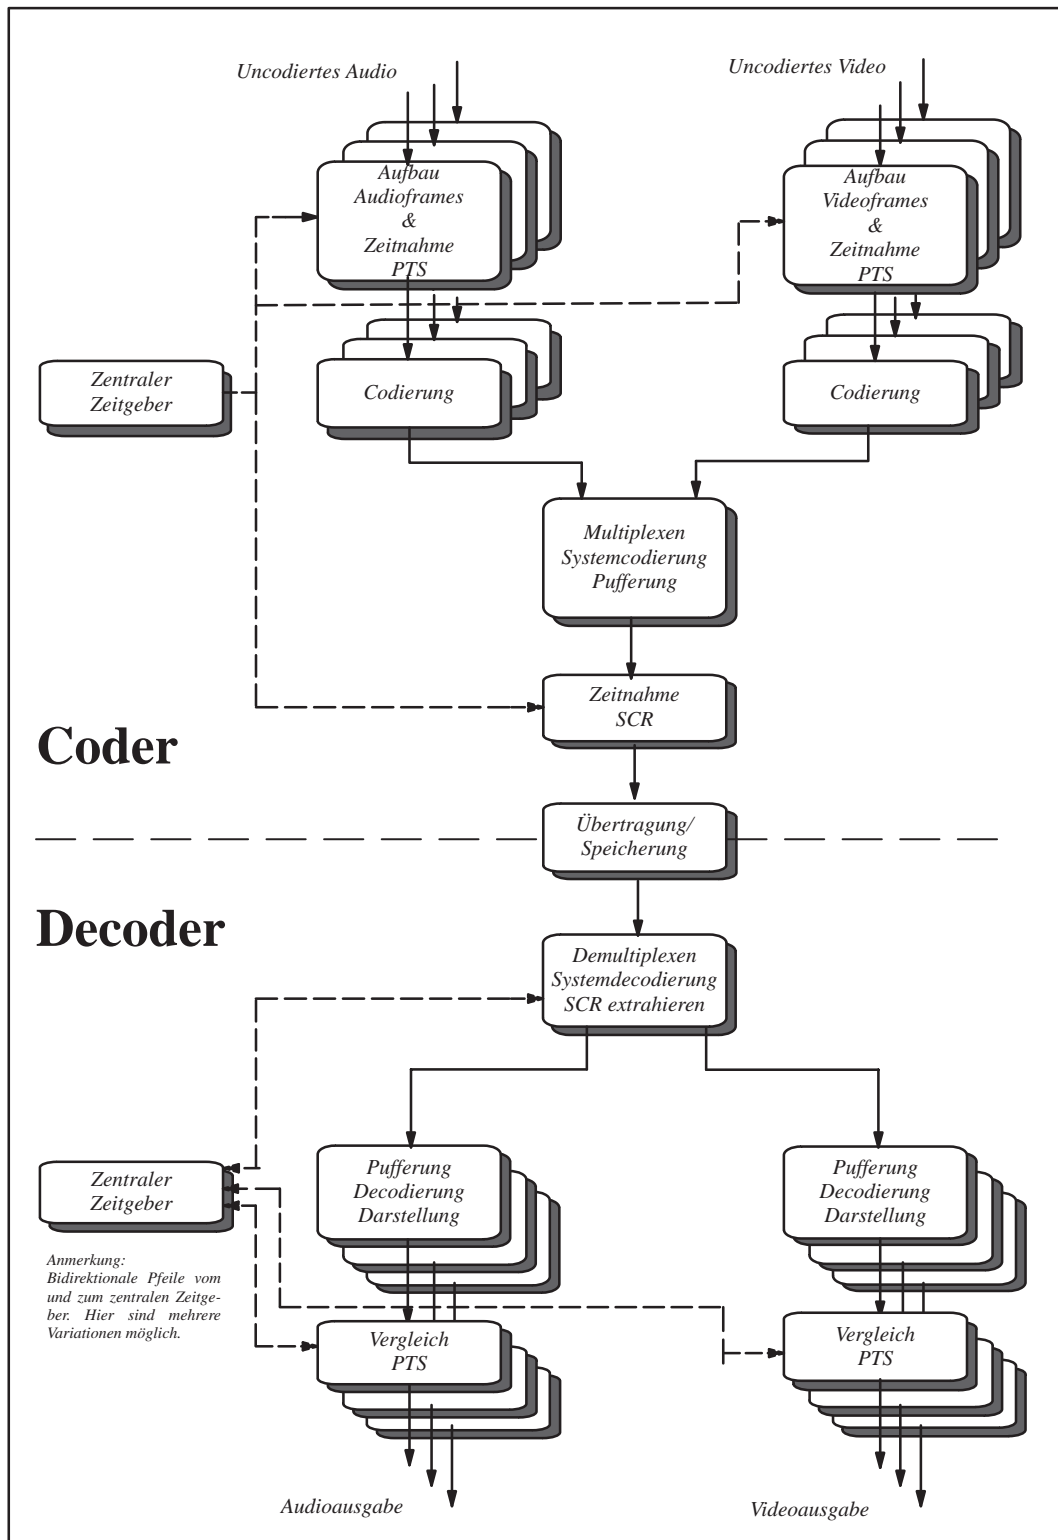 Uncodiertes Audio
Uncodiertes Video
Aufbau
Audioframes
&
Zeitnahme
PTS
Aufbau
Videoframes
&
Zeitnahme
PTS
Zentraler
Zeitgeber
Codierung
Codierung
Multiplexen
Systemcodierung
Pufferung
Zeitnahme
SCR
Coder
Übertragung/
Speicherung
Decoder
Demultiplexen
Systemdecodierung
SCR extrahieren
Zentraler
Zeitgeber
Pufferung
Decodierung
Darstellung
Pufferung
Decodierung
Darstellung
Anmerkung:
Bidirektionale Pfeile vom
und zum zentralen Zeitge-
ber. Hier sind mehrere
Variationen möglich.
Vergleich
PTS
Vergleich
PTS
Audioausgabe
Videoausgabe